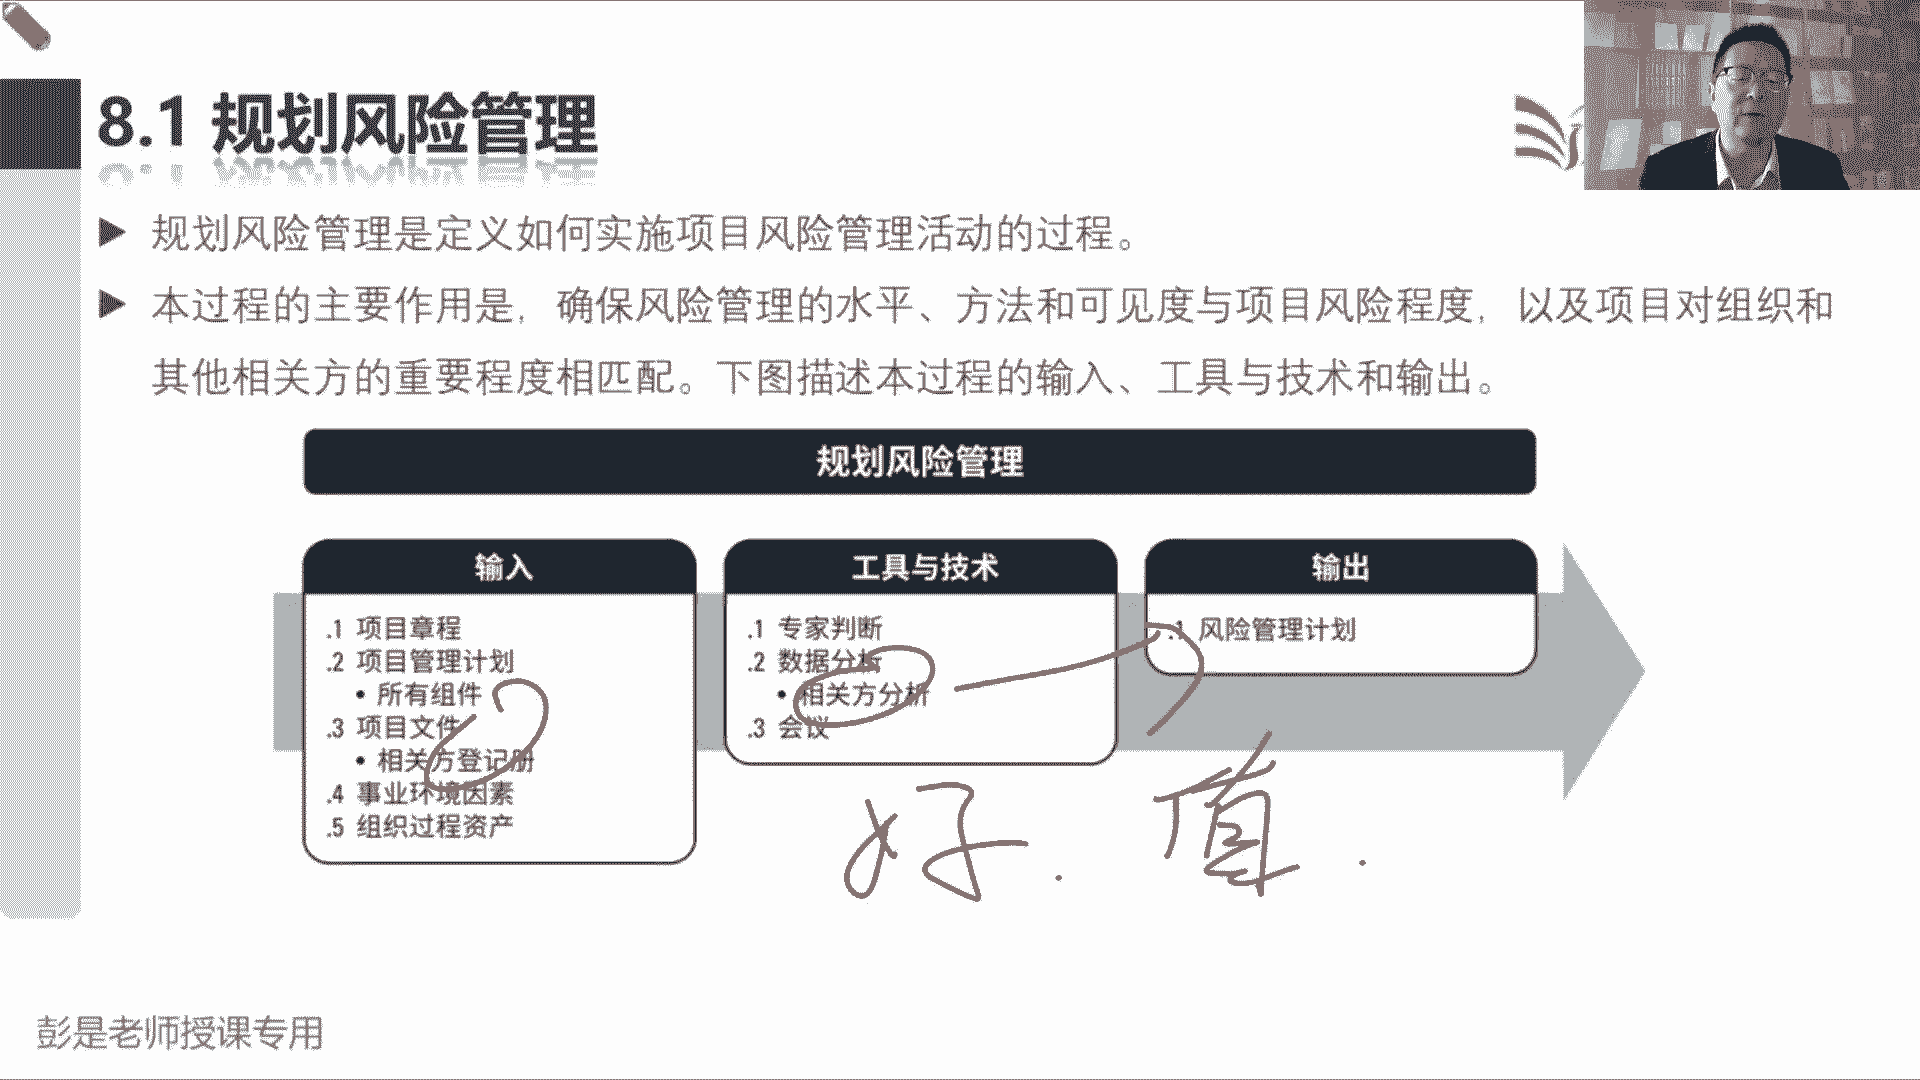 8.1 规划风险管理
▶ 规划风险管理是定义如何实施项目风险管理活动的过程。
▶ 本过程的主要作用是，确保风险管理的水平、方法和可见度与项目风险程度，以及项目对组织和
其他相关方的重要程度相匹配。下图描述本过程的输入、工具与技术和输出。
规划风险管理
输入
.1 项目章程
.2 项目管理计划
• 所有组件
.3 项目文件
• 相关方登记册
.4 事业环境因素
.5 组织过程资产
工具与技术
.1 专家判断
.2 数据分析
• 相关方分析
.3 会议
输出
.1 风险管理计划
好. 值.
彭是老师授课专用